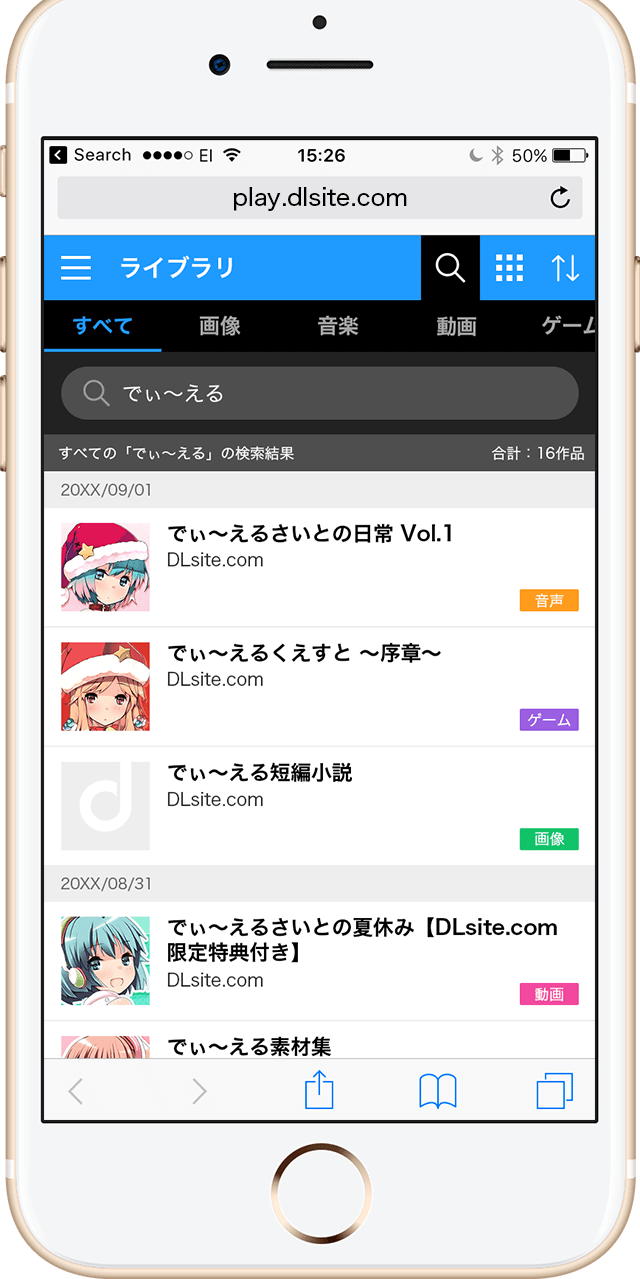 Search EI 15:26 50%
play.dlsite.com
ライブラリ
すべて 画像 音楽 動画 ゲーム
でぃ〜える
すべての「でぃ〜える」の検索結果 合計：16作品
20XX/09/01
でぃ〜えるさいとの日常 Vol.1
DLsite.com
音声
でぃ〜えるくえすと 〜序章〜
DLsite.com
ゲーム
でぃ〜える短編小説
DLsite.com
画像
20XX/08/31
でぃ〜えるさいとの夏休み【DLsite.com
限定特典付き】
DLsite.com
動画
でぃ〜える素材集